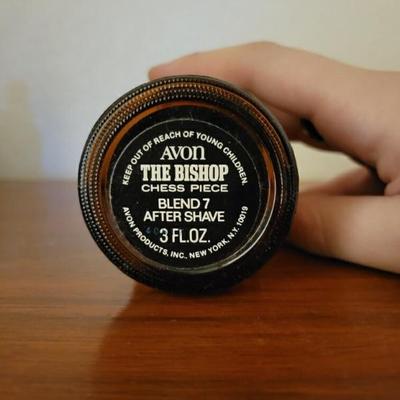 KEEP OUT OF REACH OF YOUNG CHILDREN.
AVON
THE BISHOP
CHESS PIECE
BLEND 7
AFTER SHAVE
3 FL.OZ.
AVON PRODUCTS, INC., NEW YORK, N.Y. 10019